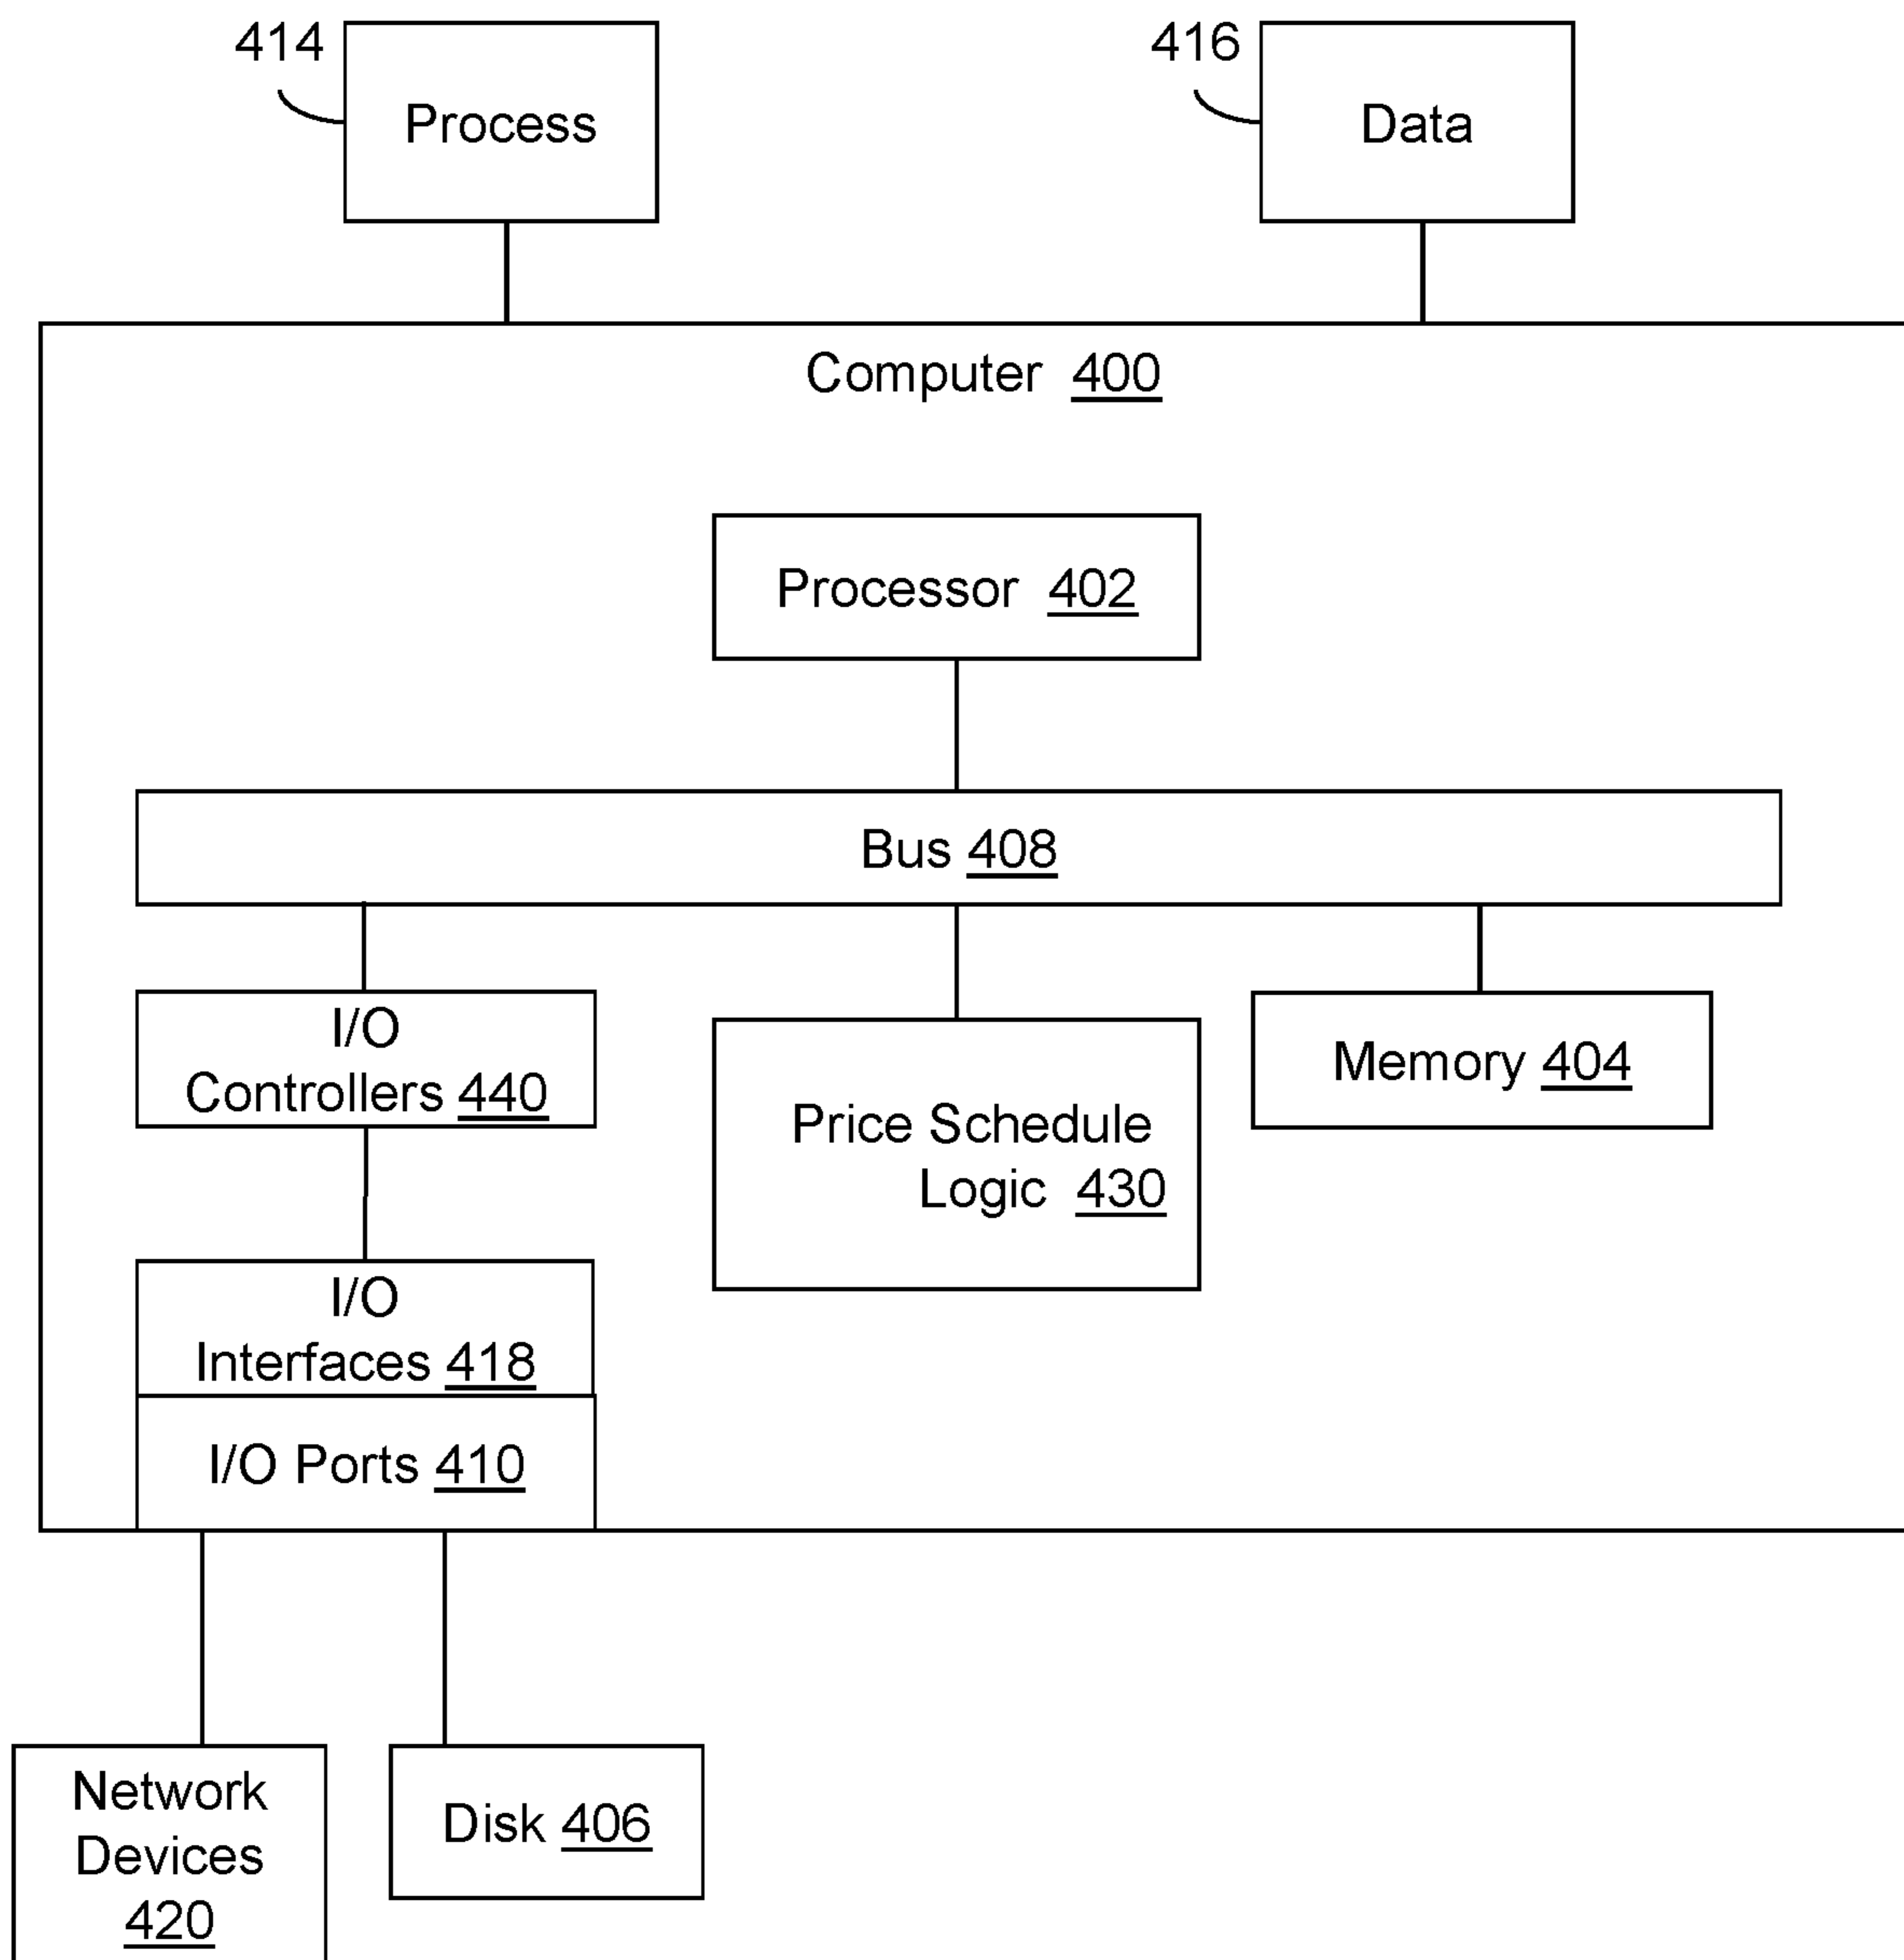 414
Process
416
Data
Computer 400
Processor 402
Bus 408
I/O
Controllers 440
Price Schedule
Logic 430
Memory 404
I/O
Interfaces 418
I/O Ports 410
Network
Devices
420
Disk 406